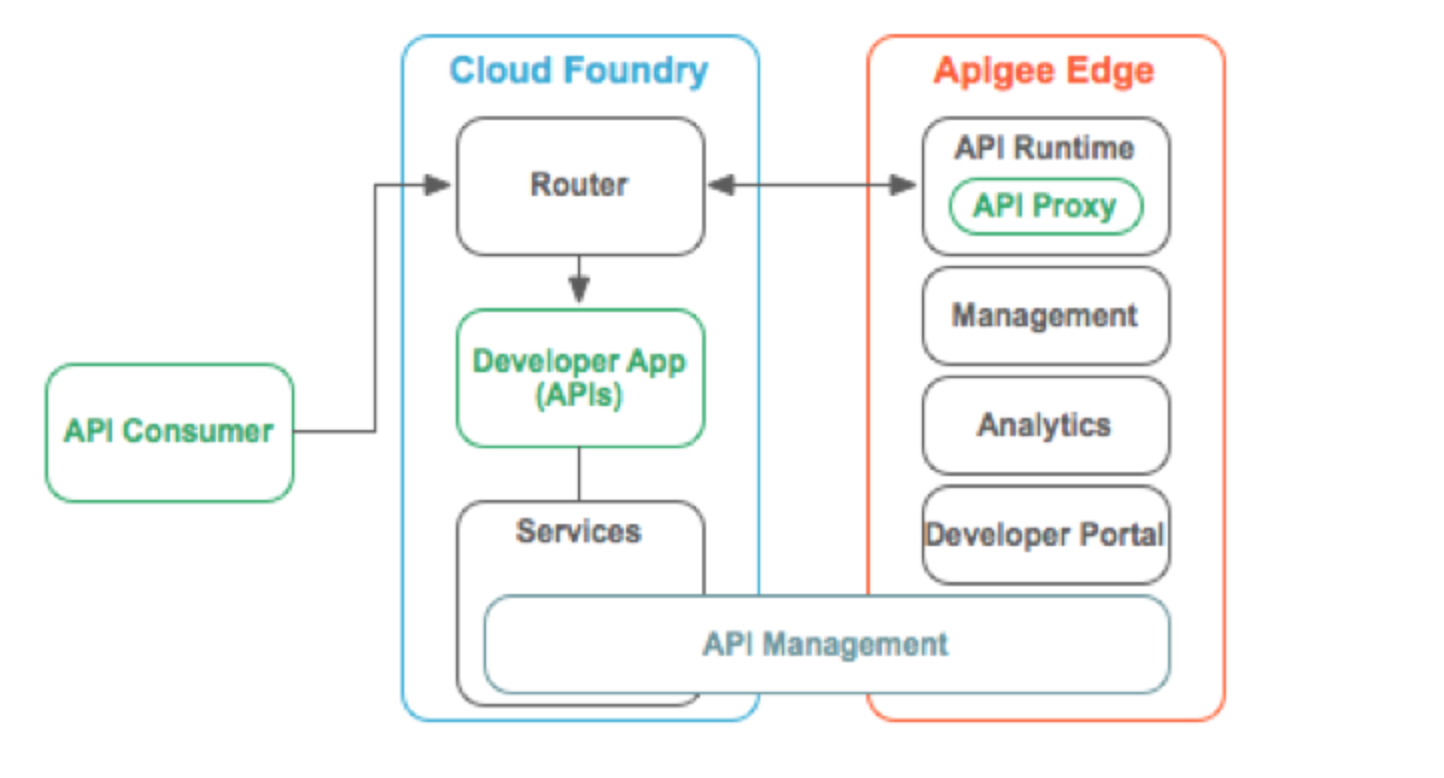 Cloud Foundry
Apigee Edge
Router
API Runtime
API Proxy
Management
Developer App
(APIs)
Analytics
API Consumer
Services
Developer Portal
API Management